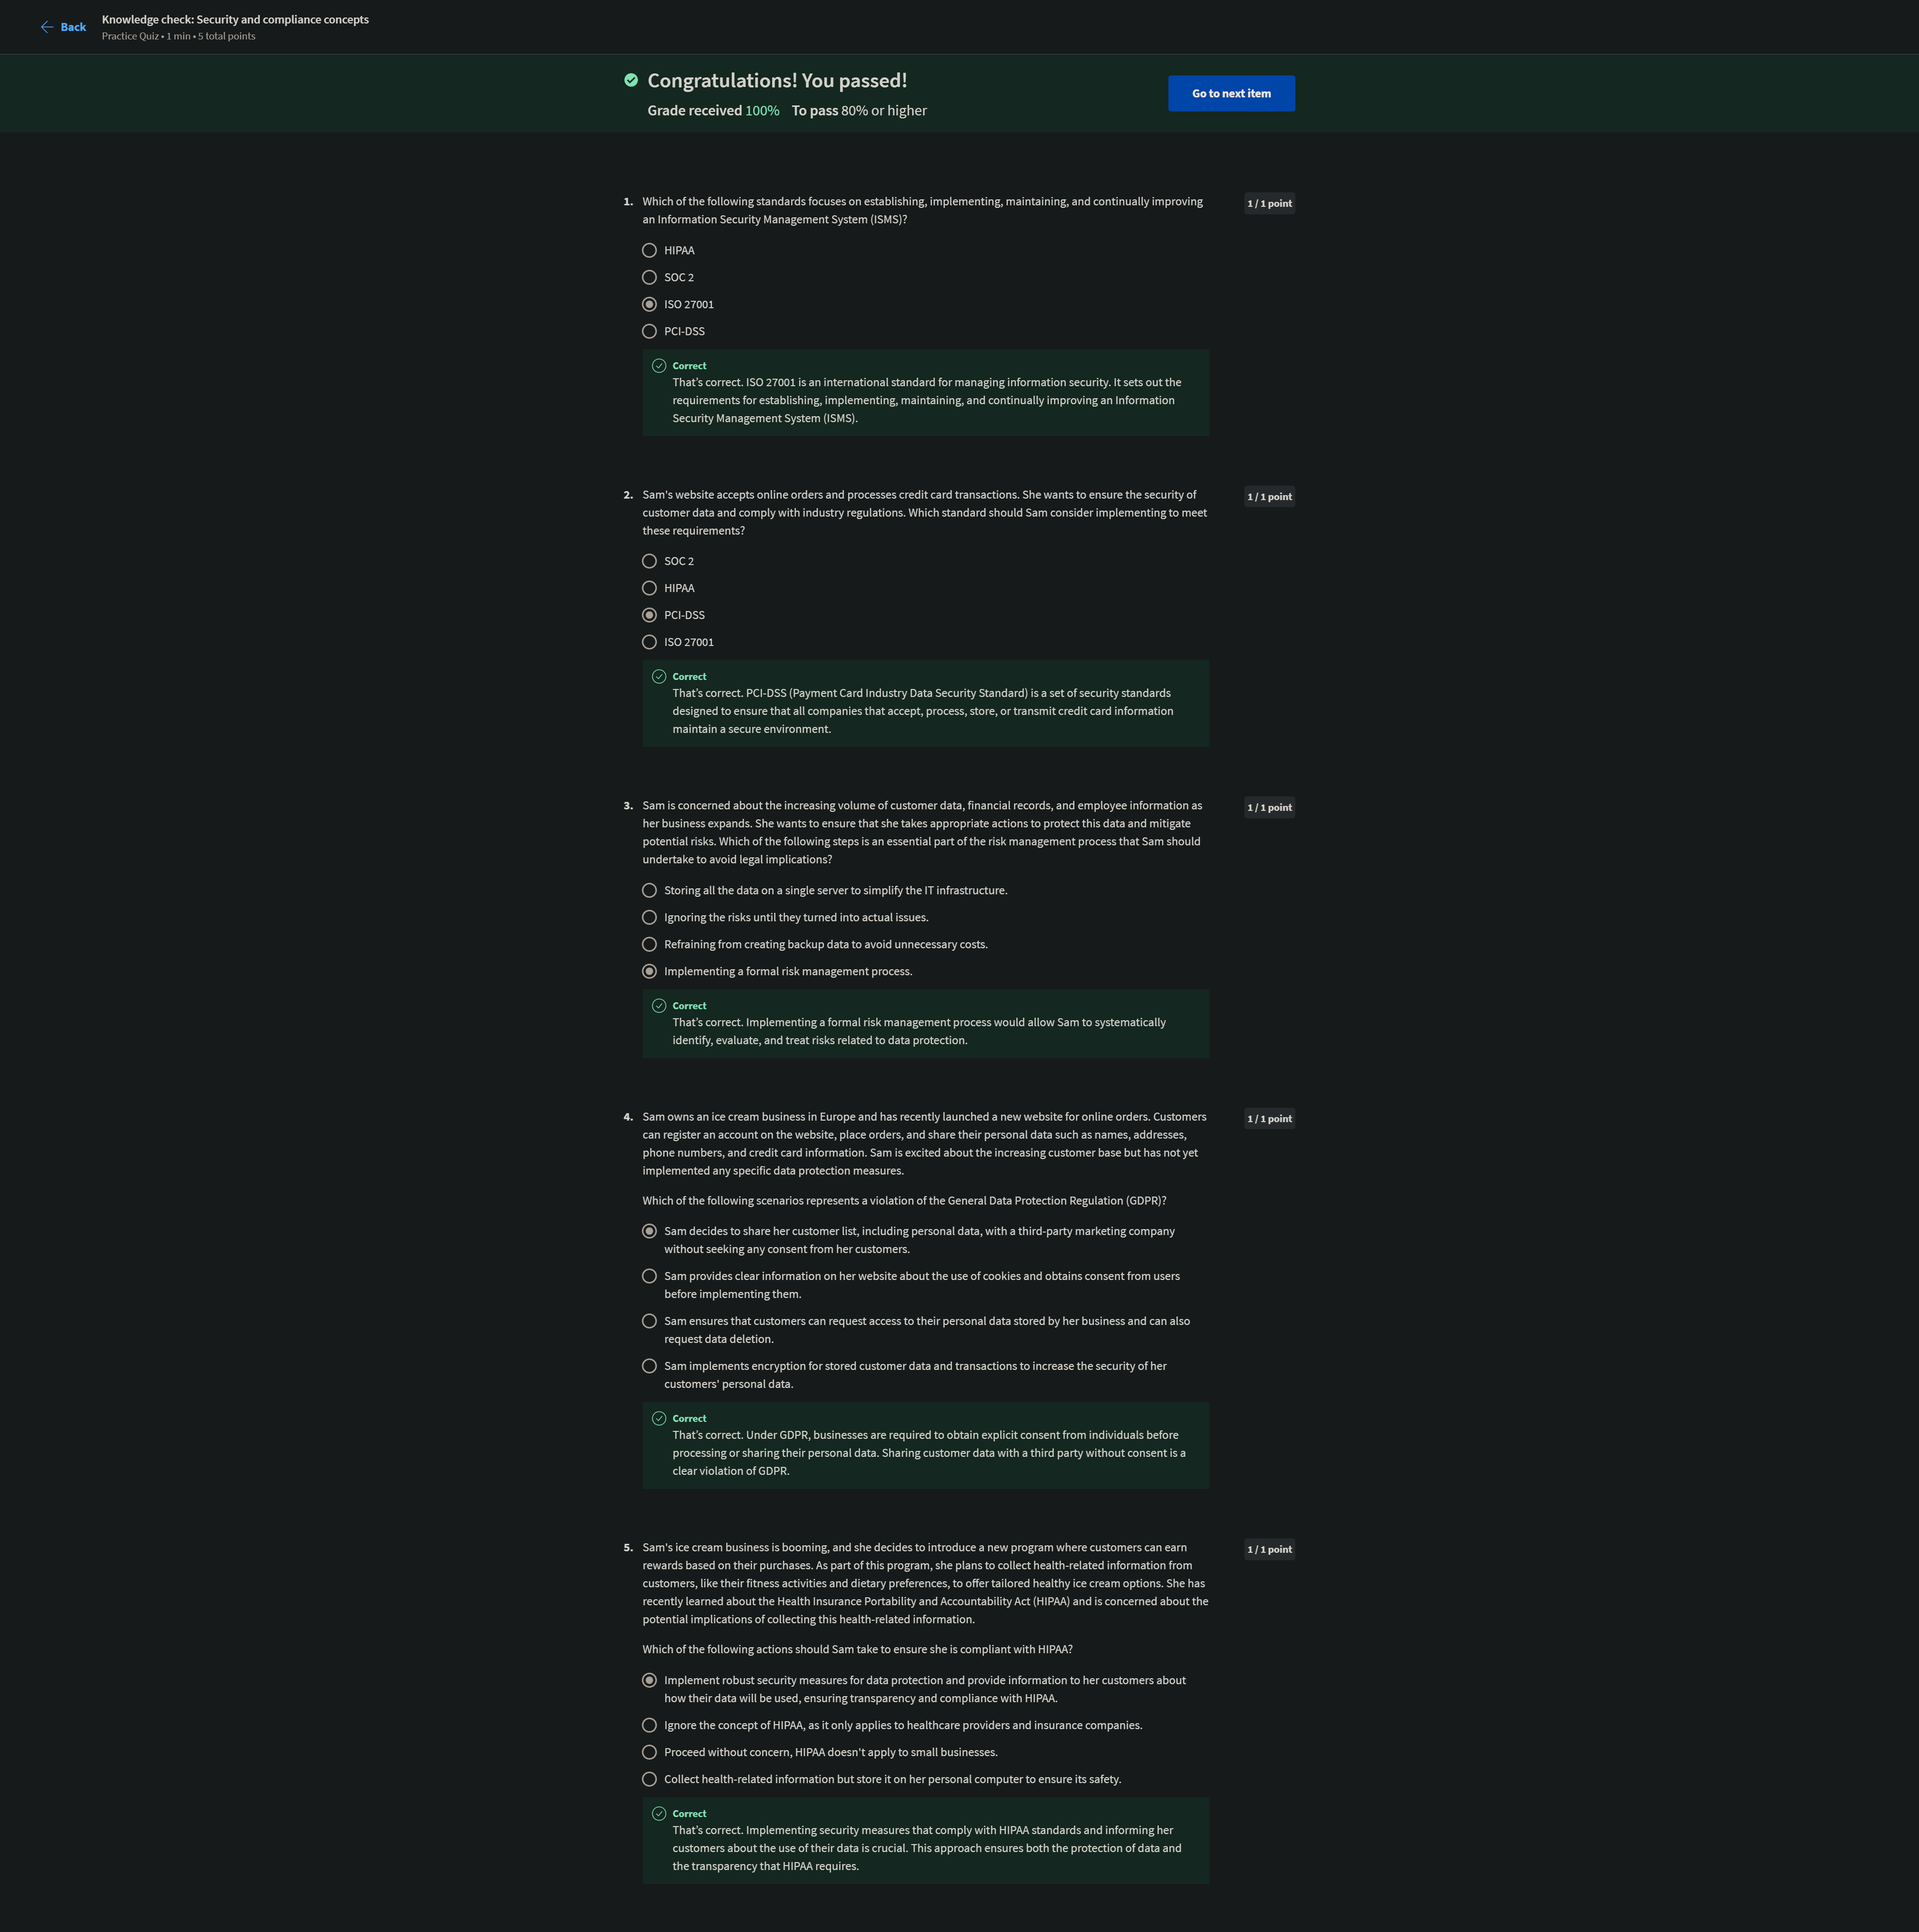 Back
Knowledge check: Security and compliance concepts
Practice Quiz • 1 min • 5 total points
Congratulations! You passed!
Grade received 100% To pass 80% or higher
Go to next item
1. Which of the following standards focuses on establishing, implementing, maintaining, and continually improving
an Information Security Management System (ISMS)?
1 / 1 point
HIPAA
SOC 2
ISO 27001
PCI-DSS
Correct
That's correct. ISO 27001 is an international standard for managing information security. It sets out the
requirements for establishing, implementing, maintaining, and continually improving an Information
Security Management System (ISMS).
2. Sam's website accepts online orders and processes credit card transactions. She wants to ensure the security of
customer data and comply with industry regulations. Which standard should Sam consider implementing to meet
these requirements?
1 / 1 point
SOC 2
HIPAA
PCI-DSS
ISO 27001
Correct
That's correct. PCI-DSS (Payment Card Industry Data Security Standard) is a set of security standards
designed to ensure that all companies that accept, process, store, or transmit credit card information
maintain a secure environment.
3. Sam is concerned about the increasing volume of customer data, financial records, and employee information as
her business expands. She wants to ensure that she takes appropriate actions to protect this data and mitigate
potential risks. Which of the following steps is an essential part of the risk management process that Sam should
undertake to avoid legal implications?
1 / 1 point
Storing all the data on a single server to simplify the IT infrastructure.
Ignoring the risks until they turned into actual issues.
Refraining from creating backup data to avoid unnecessary costs.
Implementing a formal risk management process.
Correct
That's correct. Implementing a formal risk management process would allow Sam to systematically
identify, evaluate, and treat risks related to data protection.
4. Sam owns an ice cream business in Europe and has recently launched a new website for online orders. Customers
can register an account on the website, place orders, and share their personal data such as names, addresses,
phone numbers, and credit card information. Sam is excited about the increasing customer base but has not yet
implemented any specific data protection measures.
1 / 1 point
Which of the following scenarios represents a violation of the General Data Protection Regulation (GDPR)?
Sam decides to share her customer list, including personal data, with a third-party marketing company
without seeking any consent from her customers.
Sam provides clear information on her website about the use of cookies and obtains consent from users
before implementing them.
Sam ensures that customers can request access to their personal data stored by her business and can also
request data deletion.
Sam implements encryption for stored customer data and transactions to increase the security of her
customers' personal data.
Correct
That's correct. Under GDPR, businesses are required to obtain explicit consent from individuals before
processing or sharing their personal data. Sharing customer data with a third party without consent is a
clear violation of GDPR.
5. Sam's ice cream business is booming, and she decides to introduce a new program where customers can earn
rewards based on their purchases. As part of this program, she plans to collect health-related information from
customers, like their fitness activities and dietary preferences, to offer tailored healthy ice cream options. She has
recently learned about the Health Insurance Portability and Accountability Act (HIPAA) and is concerned about the
potential implications of collecting this health-related information.
1 / 1 point
Which of the following actions should Sam take to ensure she is compliant with HIPAA?
Implement robust security measures for data protection and provide information to her customers about
how their data will be used, ensuring transparency and compliance with HIPAA.
Ignore the concept of HIPAA, as it only applies to healthcare providers and insurance companies.
Proceed without concern, HIPAA doesn't apply to small businesses.
Collect health-related information but store it on her personal computer to ensure its safety.
Correct
That's correct. Implementing security measures that comply with HIPAA standards and informing her
customers about the use of their data is crucial. This approach ensures both the protection of data and
the transparency that HIPAA requires.